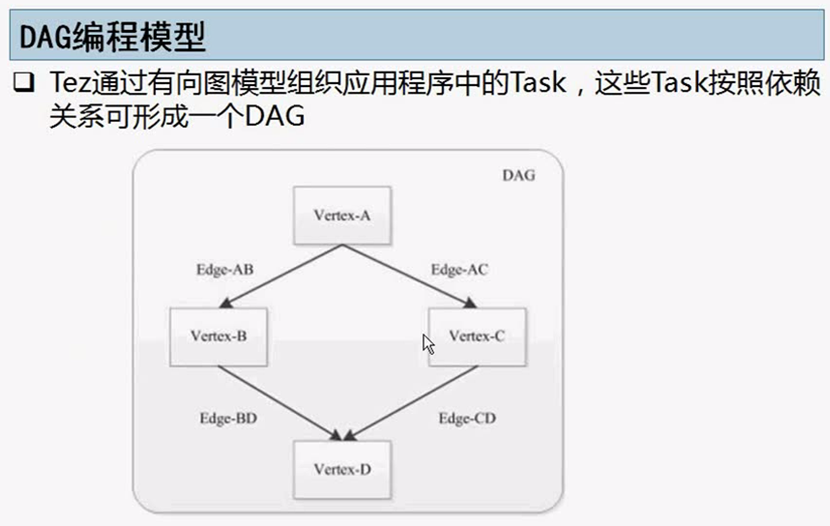 DAG编程模型
Tez通过有向图模型组织应用程序中的Task，这些Task按照依赖
关系可形成一个DAG
DAG
Vertex-A
Edge-AB
Edge-AC
Vertex-B
Vertex-C
Edge-BD
Edge-CD
Vertex-D